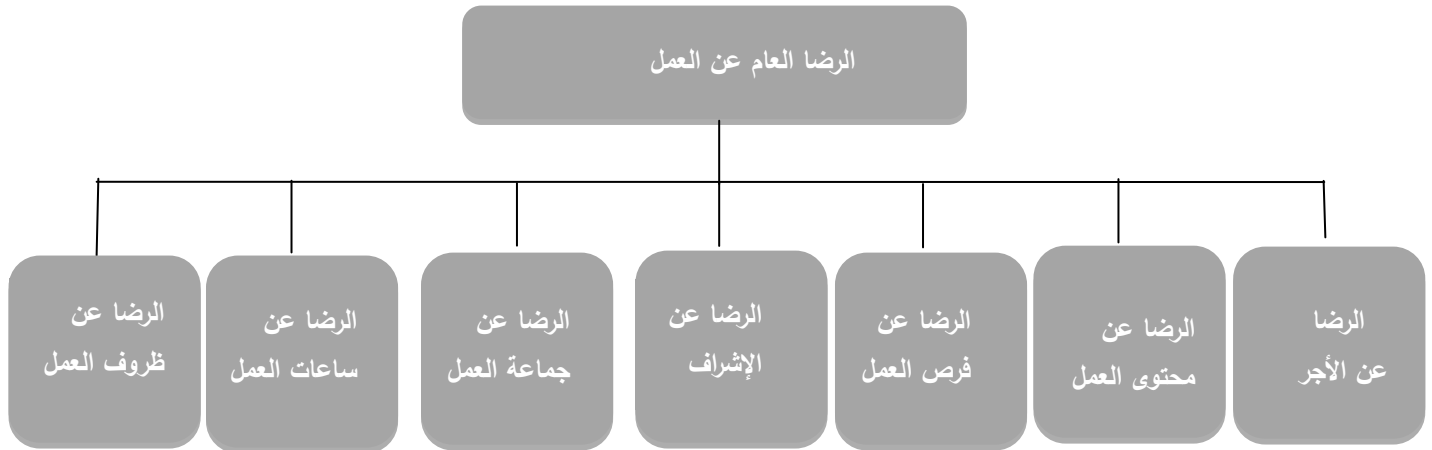 الرضا العام عن العمل
الرضا
عن الأجر
الرضا عن
محتوى العمل
الرضا عن
فرص العمل
الرضا عن
الإشراف
الرضا عن
جماعة العمل
الرضا عن
ساعات العمل
الرضا عن
ظروف العمل